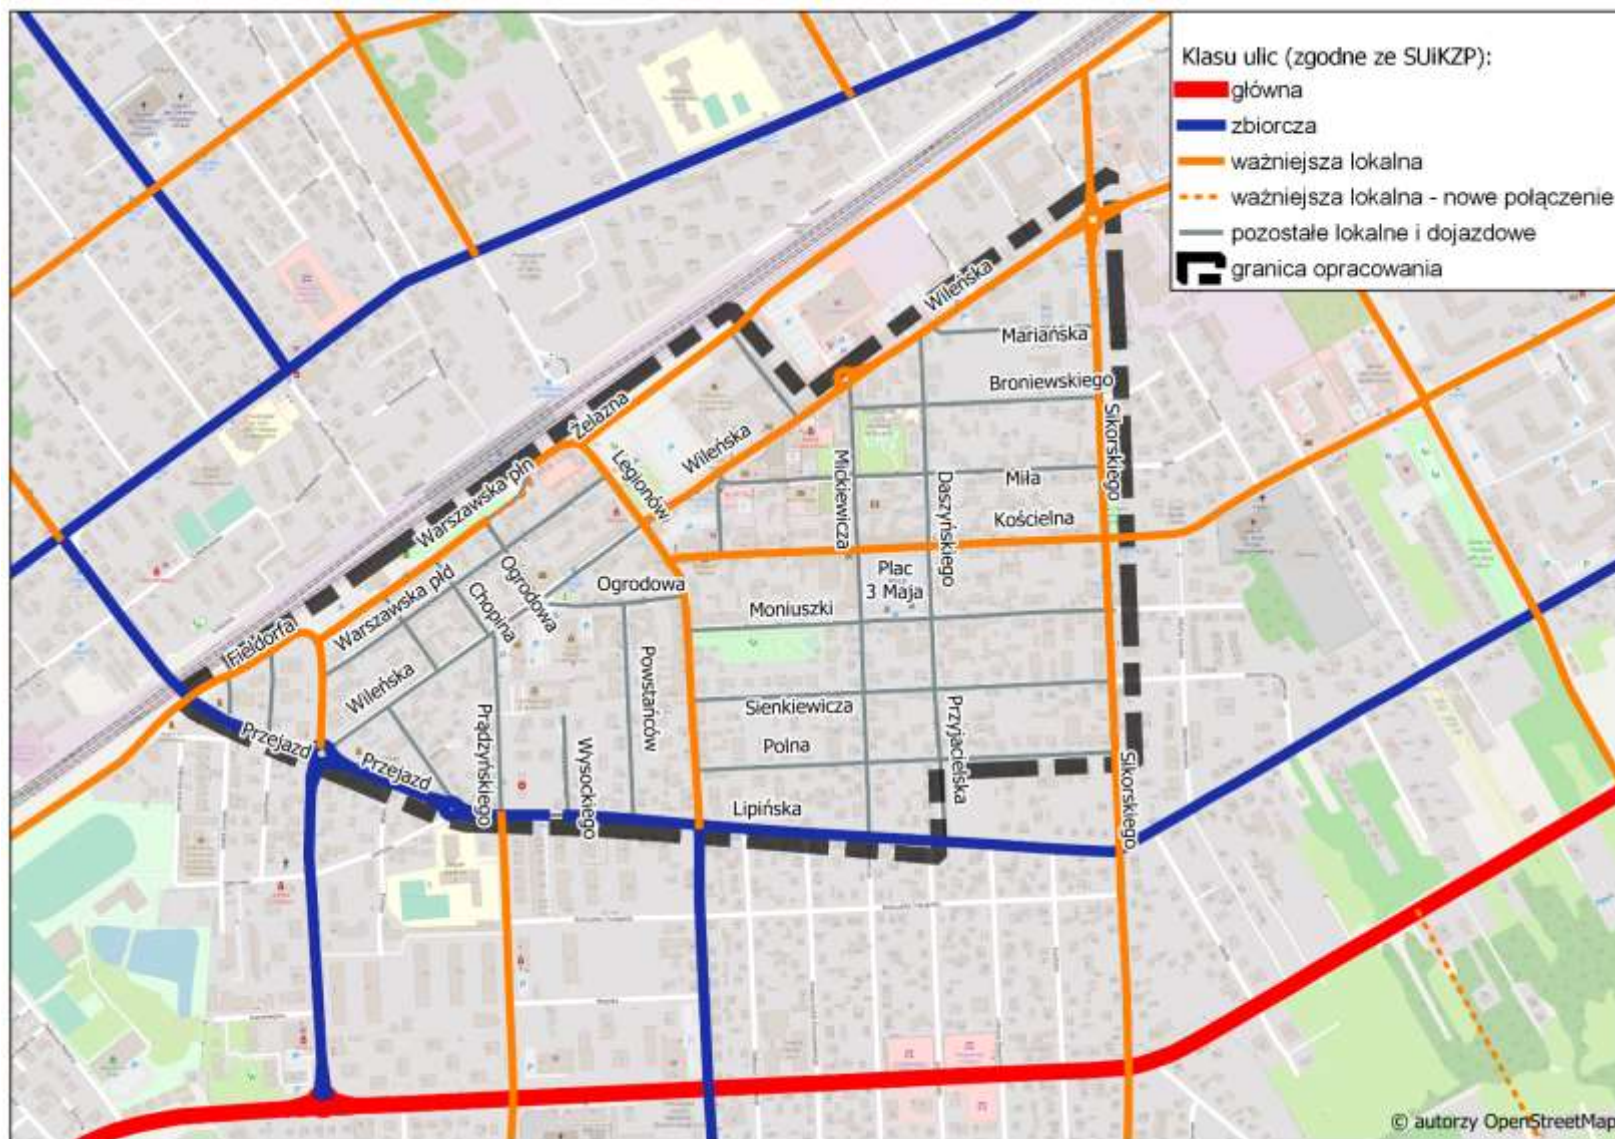 Klasu ulic (zgodne ze SUiKZP):
główna
zbiorcza
ważniejsza lokalna
ważniejsza lokalna - nowe połączenie
pozostałe lokalne i dojazdowe
granica opracowania
Wileńska
Mariańska
Broniewskiego
Żelazna
Sikorskiego
Wileńska
Legionów
Mickiewicza
Warszawska płn
Miła
Daszyńskiego
Kościelna
Ogrodowa
Ogrodowa
Plac
3 Maja
Warszawska płd
Chopina
Moniuszki
Fieldorfa
Wileńska
Powstańców
Sienkiewicza
Przyjacielska
Prądzyńskiego
Przejazd
Wysockiego
Polna
Przejazd
Sikorskiego
Lipińska
© autorzy OpenStreetMap